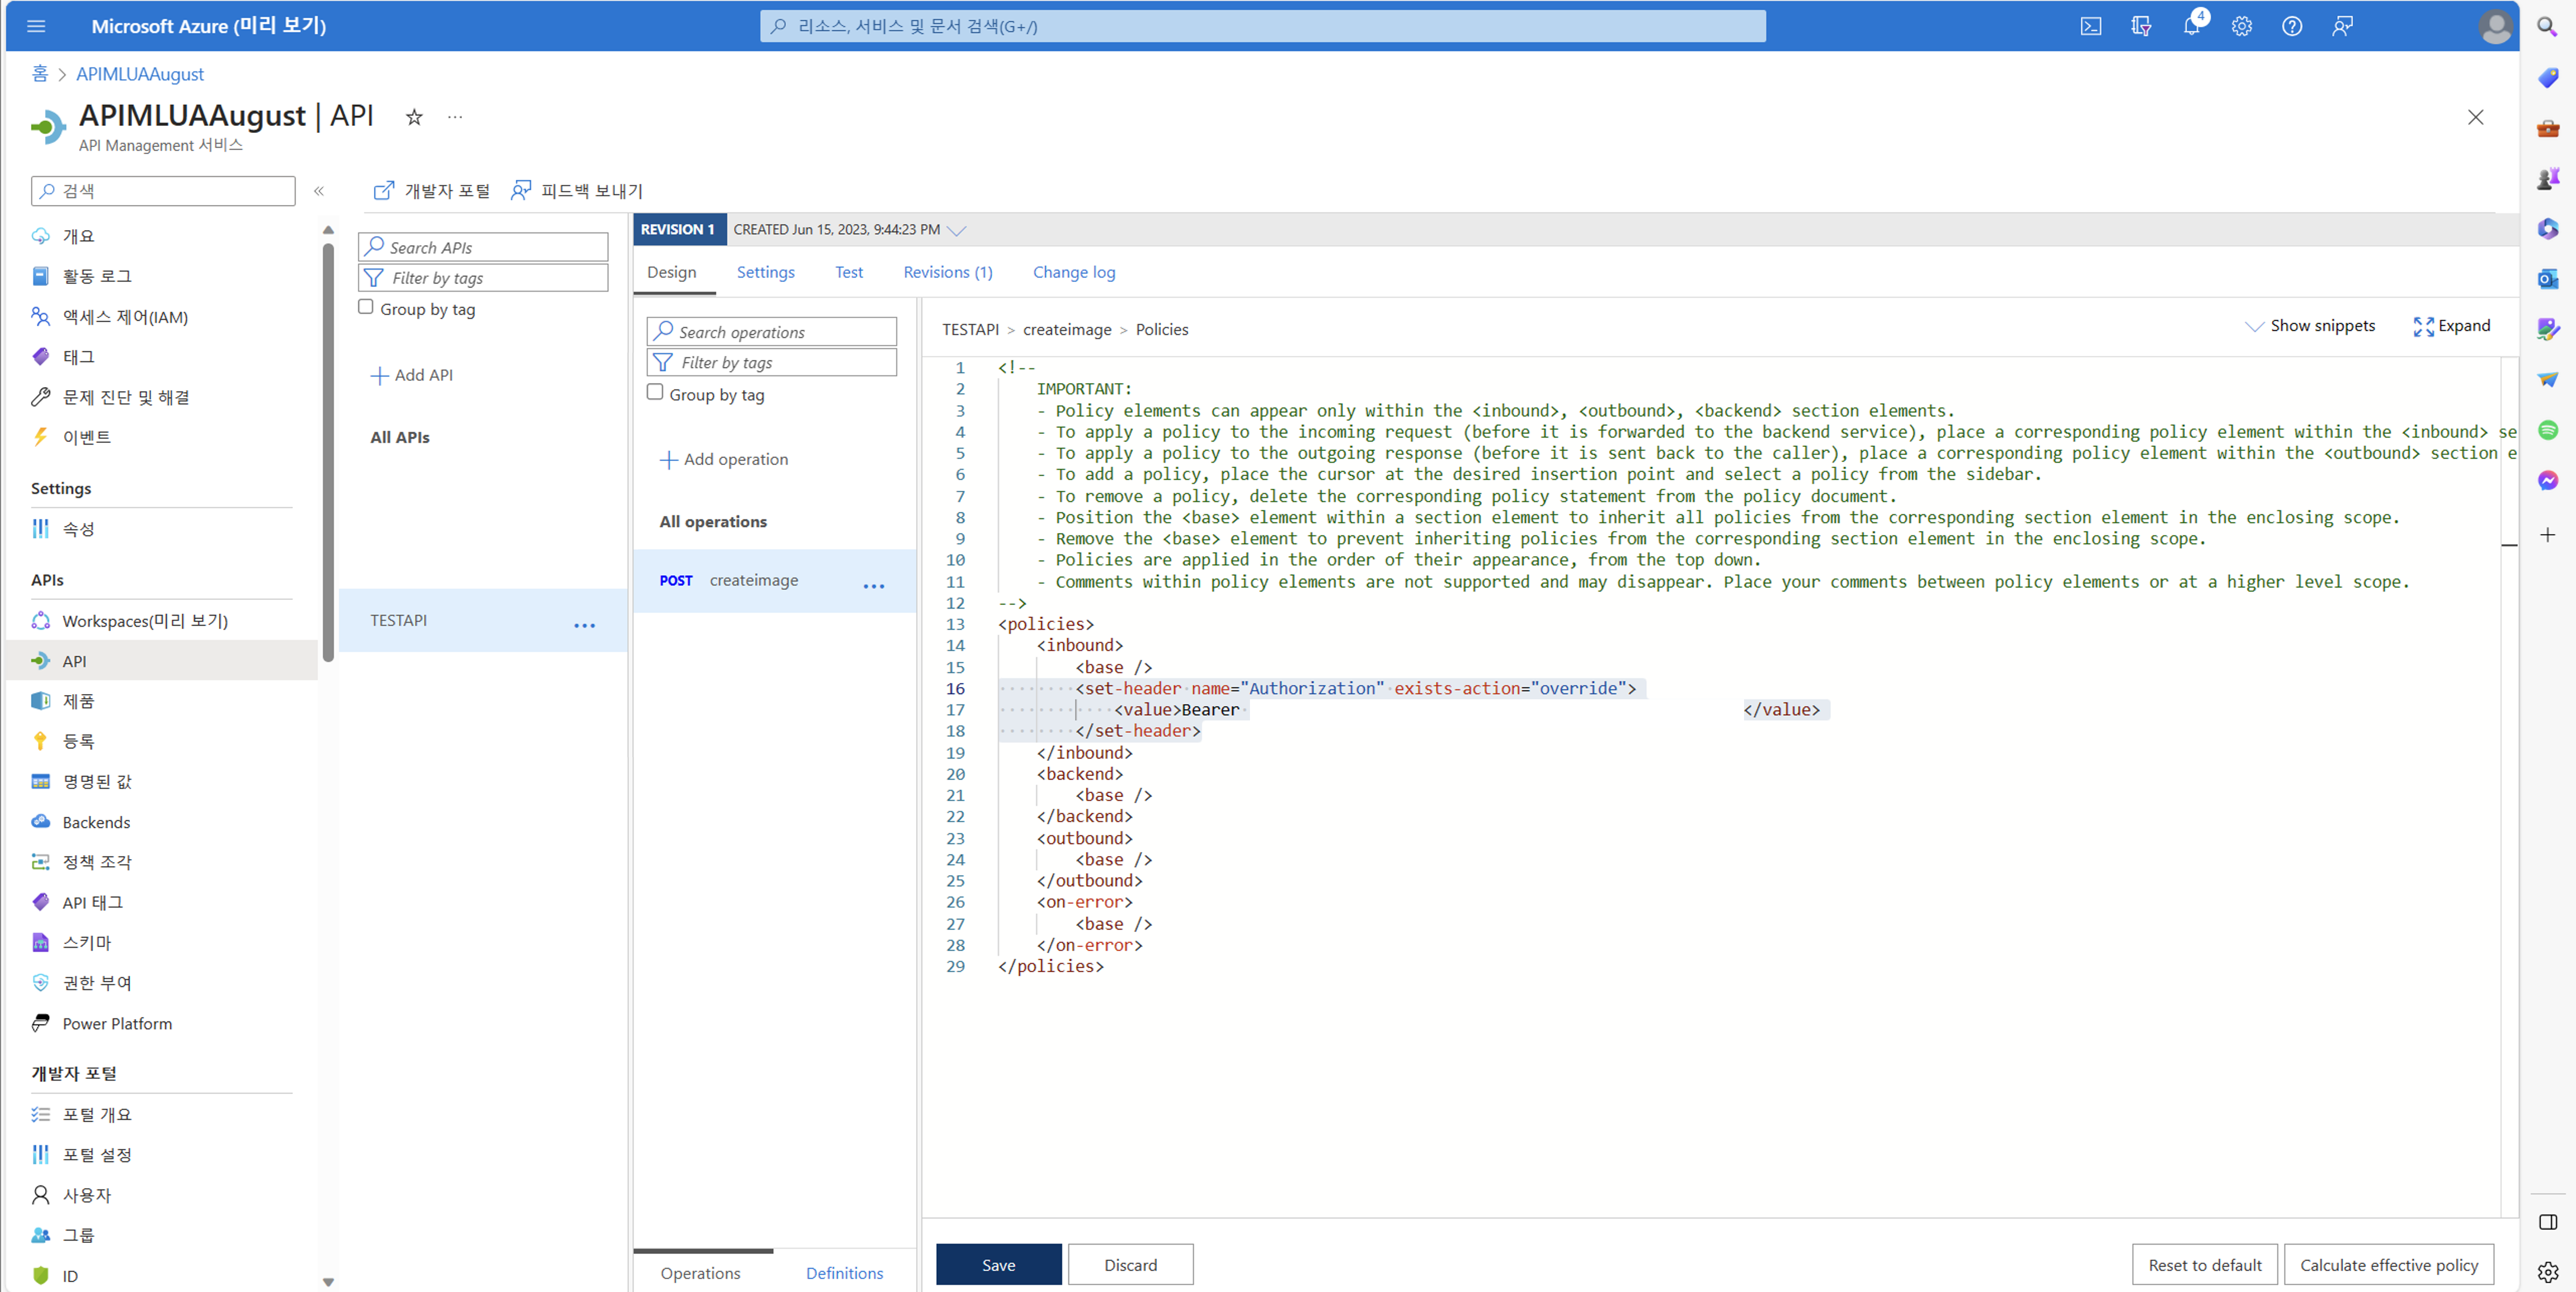 Microsoft Azure (미리 보기)
리소스, 서비스 및 문서 검색(G+/)
4
홈 > APIMLUAAugust
APIMLUAAugust | API
API Management 서비스
검색
개발자 포털
피드백 보내기
개요
활동 로그
액세스 제어(IAM)
태그
문제 진단 및 해결
이벤트
Settings
속성
APIs
Workspaces(미리 보기)
API
제품
등록
명명된 값
Backends
정책 조각
API 태그
스키마
권한 부여
Power Platform
개발자 포털
포털 개요
포털 설정
사용자
그룹
ID
Search APIs
Filter by tags
Group by tag
Add API
All APIs
TESTAPI
REVISION 1 CREATED Jun 15, 2023, 9:44:23 PM
Design Settings Test Revisions (1) Change log
Search operations
Filter by tags
Group by tag
Add operation
All operations
POST createimage
Operations Definitions
TESTAPI > createimage > Policies
Show snippets
Expand
1 <!--
2 IMPORTANT:
3 - Policy elements can appear only within the <inbound>, <outbound>, <backend> section elements.
4 - To apply a policy to the incoming request (before it is forwarded to the backend service), place a corresponding policy element within the <inbound> se
5 - To apply a policy to the outgoing response (before it is sent back to the caller), place a corresponding policy element within the <outbound> section e
6 - To add a policy, place the cursor at the desired insertion point and select a policy from the sidebar.
7 - To remove a policy, delete the corresponding policy statement from the policy document.
8 - Position the <base> element within a section element to inherit all policies from the corresponding section element in the enclosing scope.
9 - Remove the <base> element to prevent inheriting policies from the corresponding section element in the enclosing scope.
10 - Policies are applied in the order of their appearance, from the top down.
11 - Comments within policy elements are not supported and may disappear. Place your comments between policy elements or at a higher level scope.
12 -->
13 <policies>
14 <inbound>
15 <base />
16 <set-header name="Authorization" exists-action="override">
17 <value>Bearer </value>
18 </set-header>
19 </inbound>
20 <backend>
21 <base />
22 </backend>
23 <outbound>
24 <base />
25 </outbound>
26 <on-error>
27 <base />
28 </on-error>
29 </policies>
Save
Discard
Reset to default
Calculate effective policy